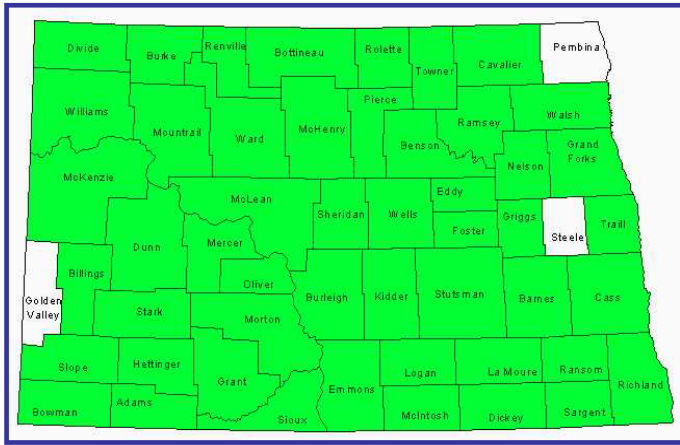 Divide
Burke
Renville
Bottineau
Rolette
Towner
Cavalier
Pembina
Williams
Mountrail
Ward
McHenry
Pierce
Benson
Ramsey
Walsh
Nelson
Grand
Forks
McKenzie
McLean
Sheridan
Wells
Eddy
Foster
Griggs
Steele
Traill
Dunn
Mercer
Oliver
Golden
Valley
Billings
Stark
Morton
Burleigh
Kidder
Stutsman
Barnes
Cass
Slope
Hettinger
Grant
Emmons
Logan
La Moure
Ransom
Richland
Bowman
Adams
Sioux
McIntosh
Dickey
Sargent